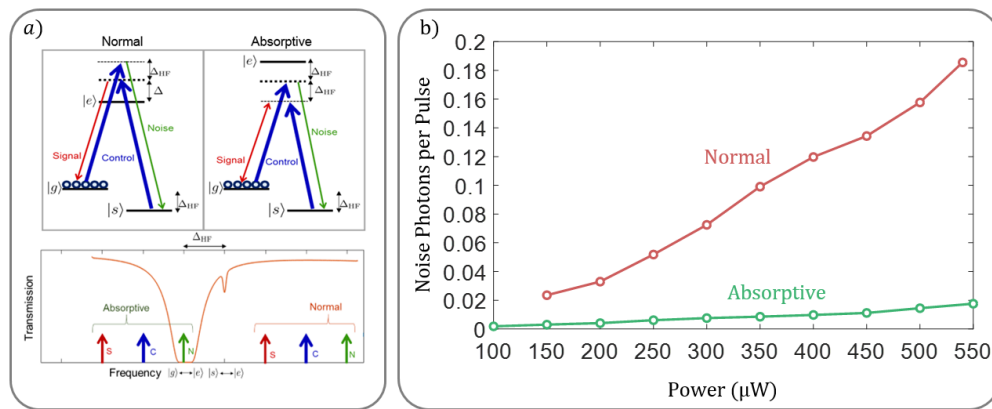 a)
Normal
Absorptive
|e⟩
Δ_HF
Δ_HF
Δ
Δ_HF
|e⟩
Noise
Noise
Signal
Control
Signal
Control
|g⟩
|g⟩
Δ_HF
Δ_HF
|s⟩
|s⟩
Δ_HF
Transmission
Absorptive
Normal
S
C
N
S
C
N
Frequency
|g⟩↔|e⟩ |s⟩↔|e⟩
b)
Noise Photons per Pulse
0.2
0.18
0.16
0.14
0.12
0.10
0.08
0.06
0.04
0.02
0
Normal
Absorptive
100 150 200 250 300 350 400 450 500 550
Power (μW)